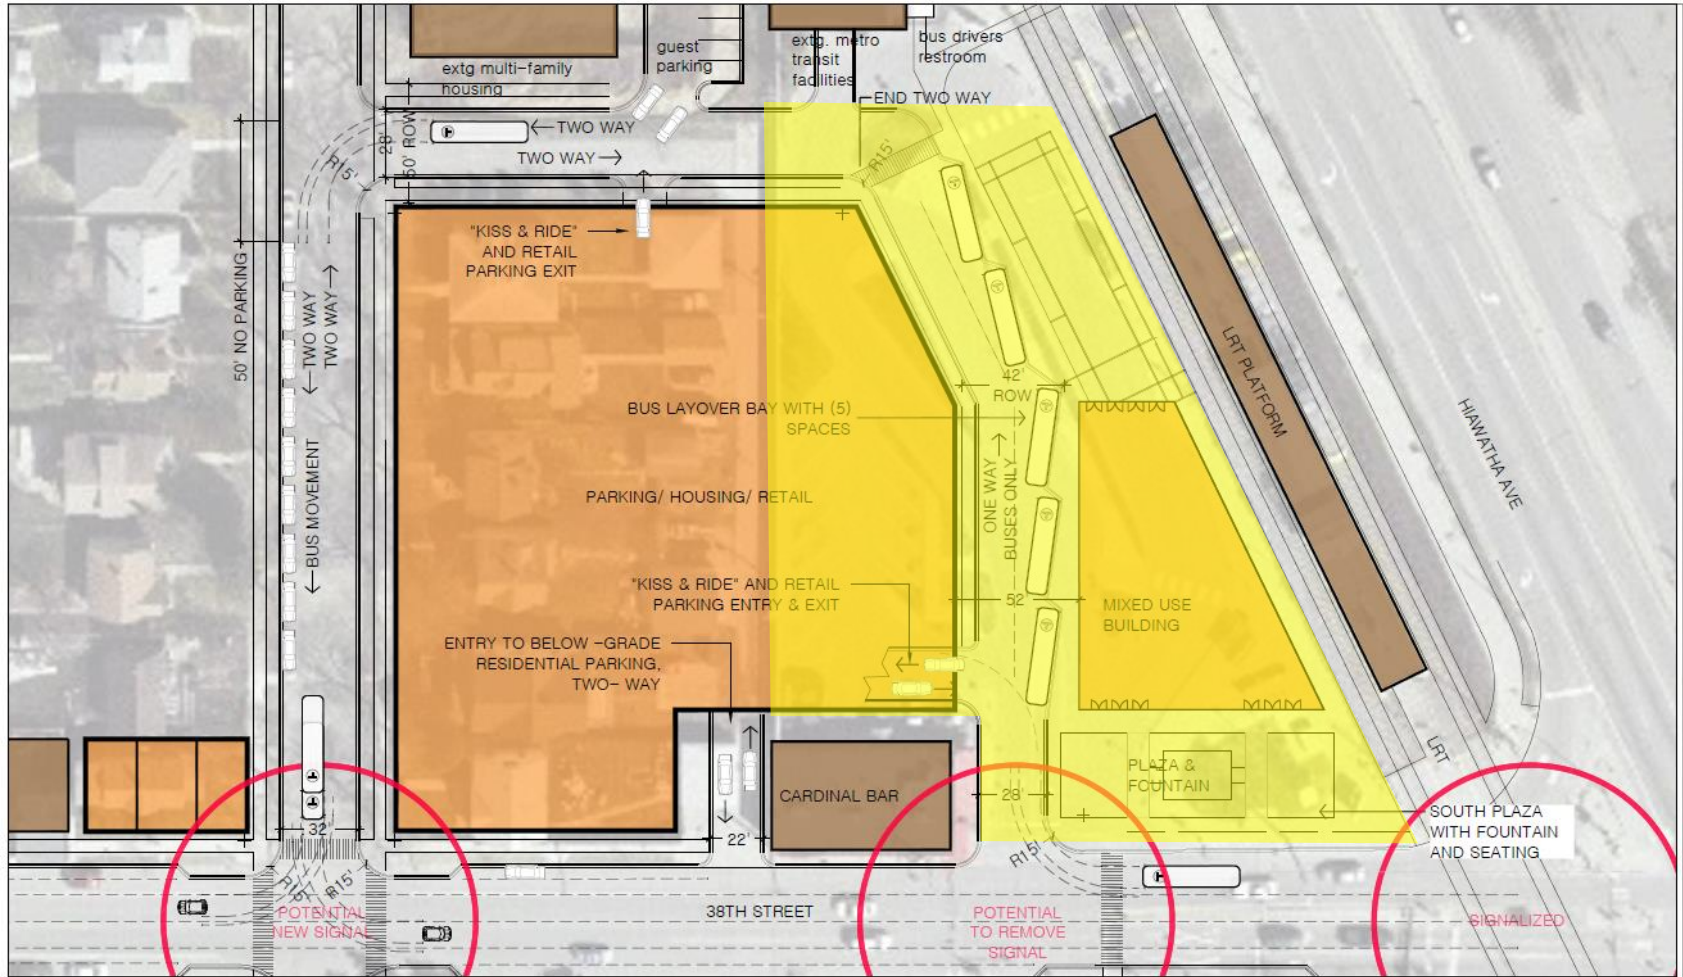 extg multi-family
housing
guest
parking
extg. metro
transit
facilities
bus drivers
restroom
END TWO WAY
TWO WAY
TWO WAY
28'
50' ROW
R15'
R15'
"KISS & RIDE"
AND RETAIL
PARKING EXIT
50' NO PARKING
TWO WAY
TWO WAY
BUS MOVEMENT
42'
ROW
BUS LAYOVER BAY WITH (5)
SPACES
ONE WAY
BUSES ONLY
LRT PLATFORM
HIAWATHA AVE
PARKING/ HOUSING/ RETAIL
"KISS & RIDE" AND RETAIL
PARKING ENTRY & EXIT
52'
MIXED USE
BUILDING
ENTRY TO BELOW -GRADE
RESIDENTIAL PARKING,
TWO- WAY
LRT
PLAZA &
FOUNTAIN
CARDINAL BAR
28'
SOUTH PLAZA
WITH FOUNTAIN
AND SEATING
32'
22'
R15'
R15'
R15'
38TH STREET
POTENTIAL
NEW SIGNAL
POTENTIAL
TO REMOVE
SIGNAL
SIGNALIZED